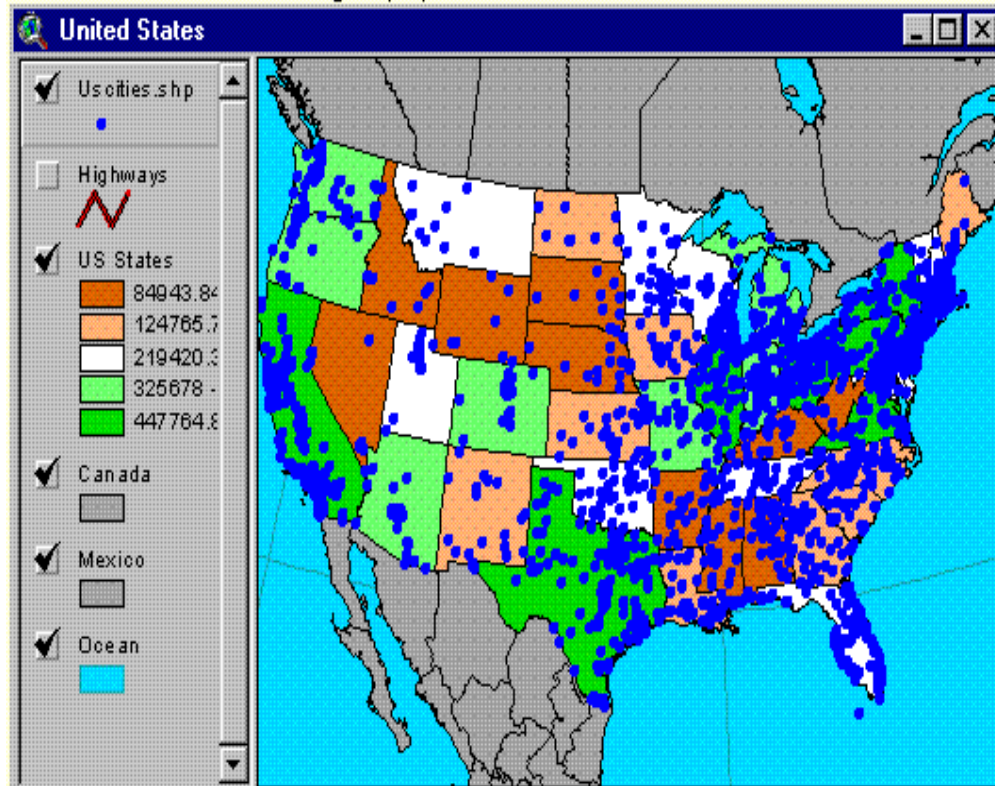 United States
Uscities.shp
Highways
US States
84943.84
124765.7
219420.3
325678 -
447764.8
Canada
Mexico
Ocean